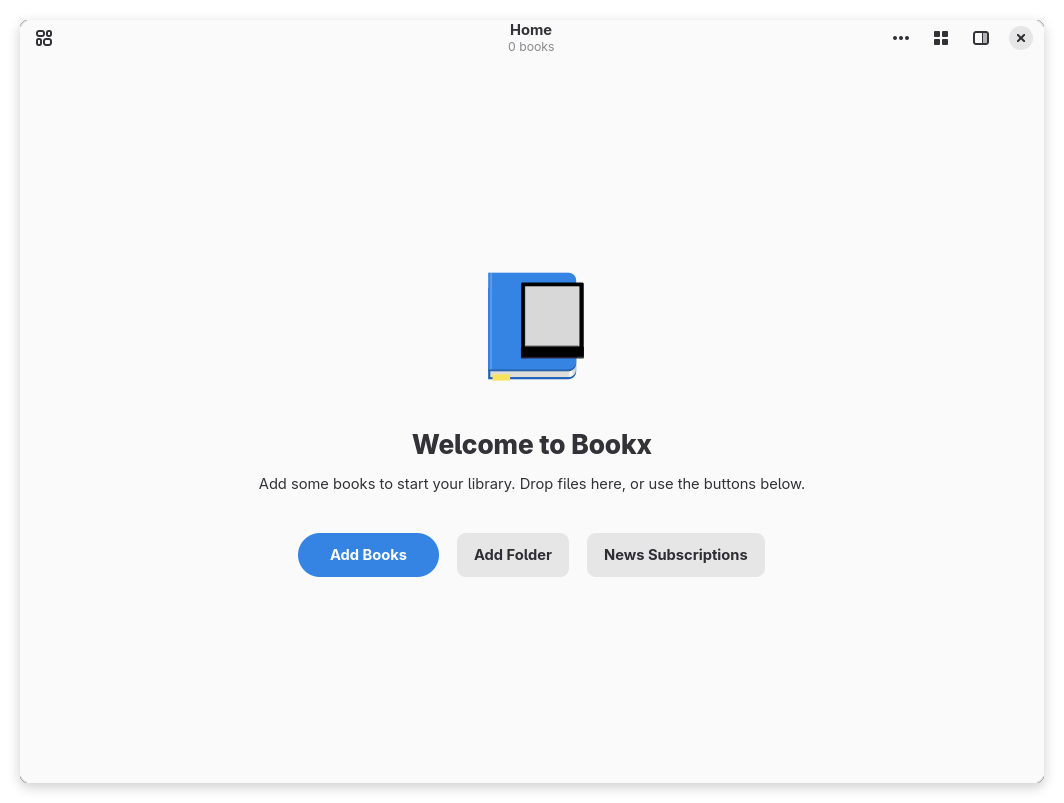 Home
0 books
Welcome to Bookx
Add some books to start your library. Drop files here, or use the buttons below.
Add Books
Add Folder
News Subscriptions